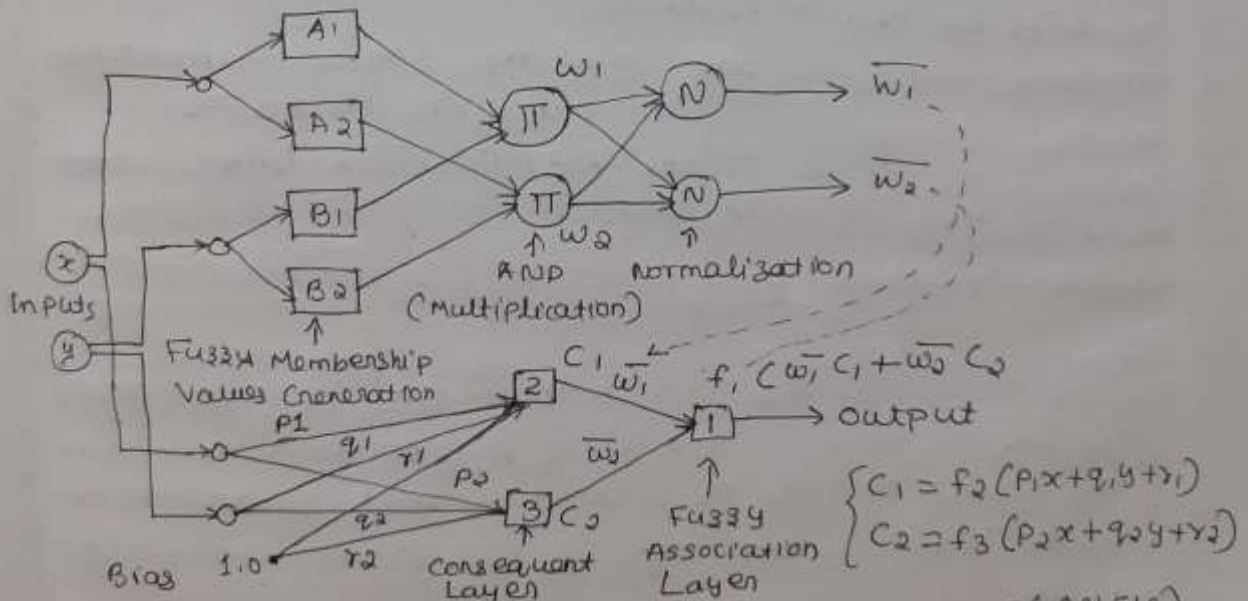 A1
A2
B1
B2
x
Inputs
y
Π
Π
ω1
ω2
N
N
w̄1
w̄2
AND
(Multiplication)
Normalization
Fuzzy Membership
Values Generation
P1
q1
r1
P2
q2
r2
Bias 1.0
2
3
C1
C2
w̄1
w̄2
f1 (w̄1 C1 + w̄2 C2
1
Output
Consequent
Layer
Fuzzy
Association
Layer
C1 = f2 (P1x+q1y+r1)
C2 = f3 (P2x+q2y+r2)